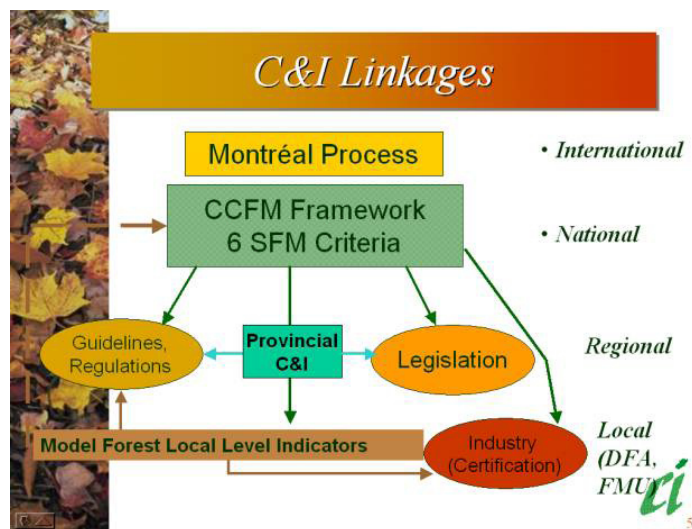 C&I Linkages
Montréal Process
• International
CCFM Framework
6 SFM Criteria
• National
Guidelines,
Regulations
Provincial
C&I
Legislation
Regional
Model Forest Local Level Indicators
Industry
(Certification)
Local
(DFA,
FMU)
ci
5